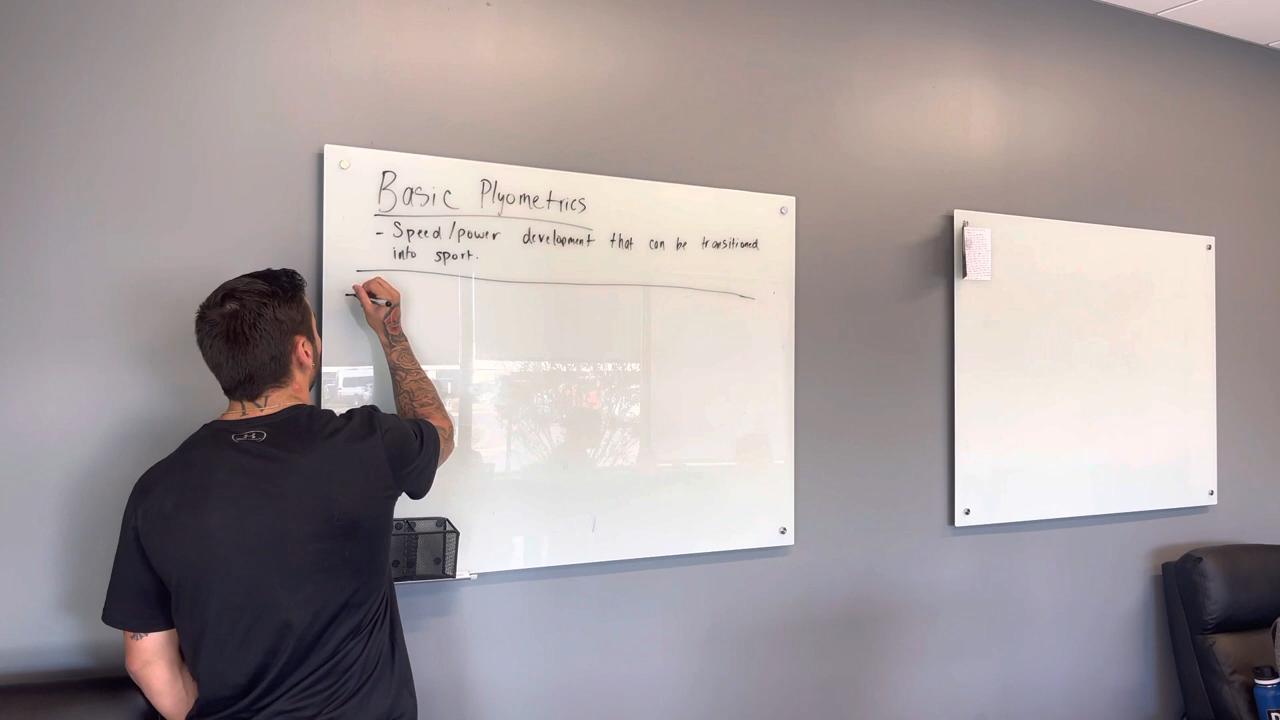 Basic Plyometrics
- Speed/power development that can be transitioned
into sport.